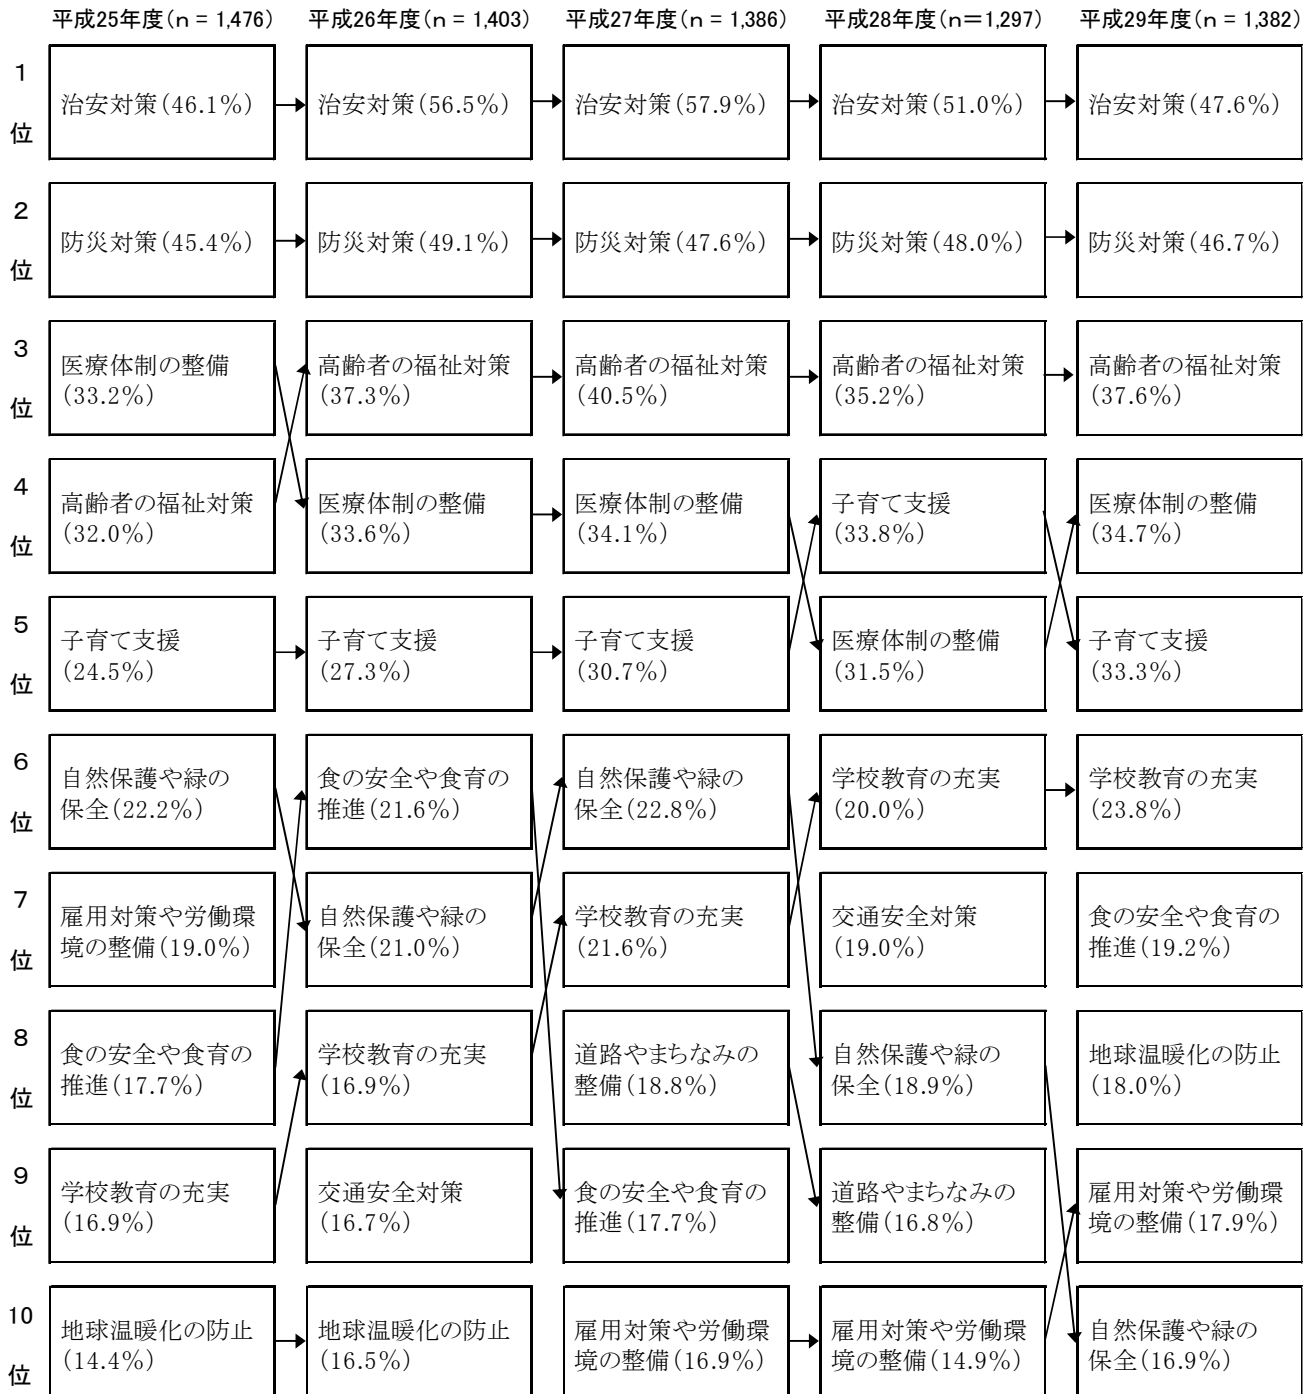 平成25年度(n = 1,476) 平成26年度(n = 1,403) 平成27年度(n = 1,386) 平成28年度(n=1,297) 平成29年度(n = 1,382)
1
位
治安対策(46.1%) 治安対策(56.5%) 治安対策(57.9%) 治安対策(51.0%) 治安対策(47.6%)
2
位
防災対策(45.4%) 防災対策(49.1%) 防災対策(47.6%) 防災対策(48.0%) 防災対策(46.7%)
3
位
医療体制の整備 高齢者の福祉対策 高齢者の福祉対策 高齢者の福祉対策 高齢者の福祉対策
(33.2%) (37.3%) (40.5%) (35.2%) (37.6%)
4
位
高齢者の福祉対策 医療体制の整備 医療体制の整備 子育て支援 医療体制の整備
(32.0%) (33.6%) (34.1%) (33.8%) (34.7%)
5
位
子育て支援 子育て支援 子育て支援 医療体制の整備 子育て支援
(24.5%) (27.3%) (30.7%) (31.5%) (33.3%)
6
位
自然保護や緑の 食の安全や食育の 自然保護や緑の 学校教育の充実 学校教育の充実
保全(22.2%) 推進(21.6%) 保全(22.8%) (20.0%) (23.8%)
7
位
雇用対策や労働環 自然保護や緑の 学校教育の充実 交通安全対策 食の安全や食育の
境の整備(19.0%) 保全(21.0%) (21.6%) (19.0%) 推進(19.2%)
8
位
食の安全や食育の 学校教育の充実 道路やまちなみの 自然保護や緑の 地球温暖化の防止
推進(17.7%) (16.9%) 整備(18.8%) 保全(18.9%) (18.0%)
9
位
学校教育の充実 交通安全対策 食の安全や食育の 道路やまちなみの 雇用対策や労働環
(16.9%) (16.7%) 推進(17.7%) 整備(16.8%) 境の整備(17.9%)
10
位
地球温暖化の防止 地球温暖化の防止 雇用対策や労働環 雇用対策や労働環 自然保護や緑の
(14.4%) (16.5%) 境の整備(16.9%) 境の整備(14.9%) 保全(16.9%)